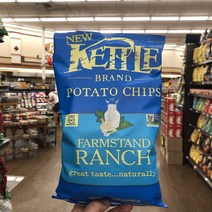 NEW
KETTLE
BRAND
POTATO CHIPS
FARMSTAND
RANCH
great taste...naturally